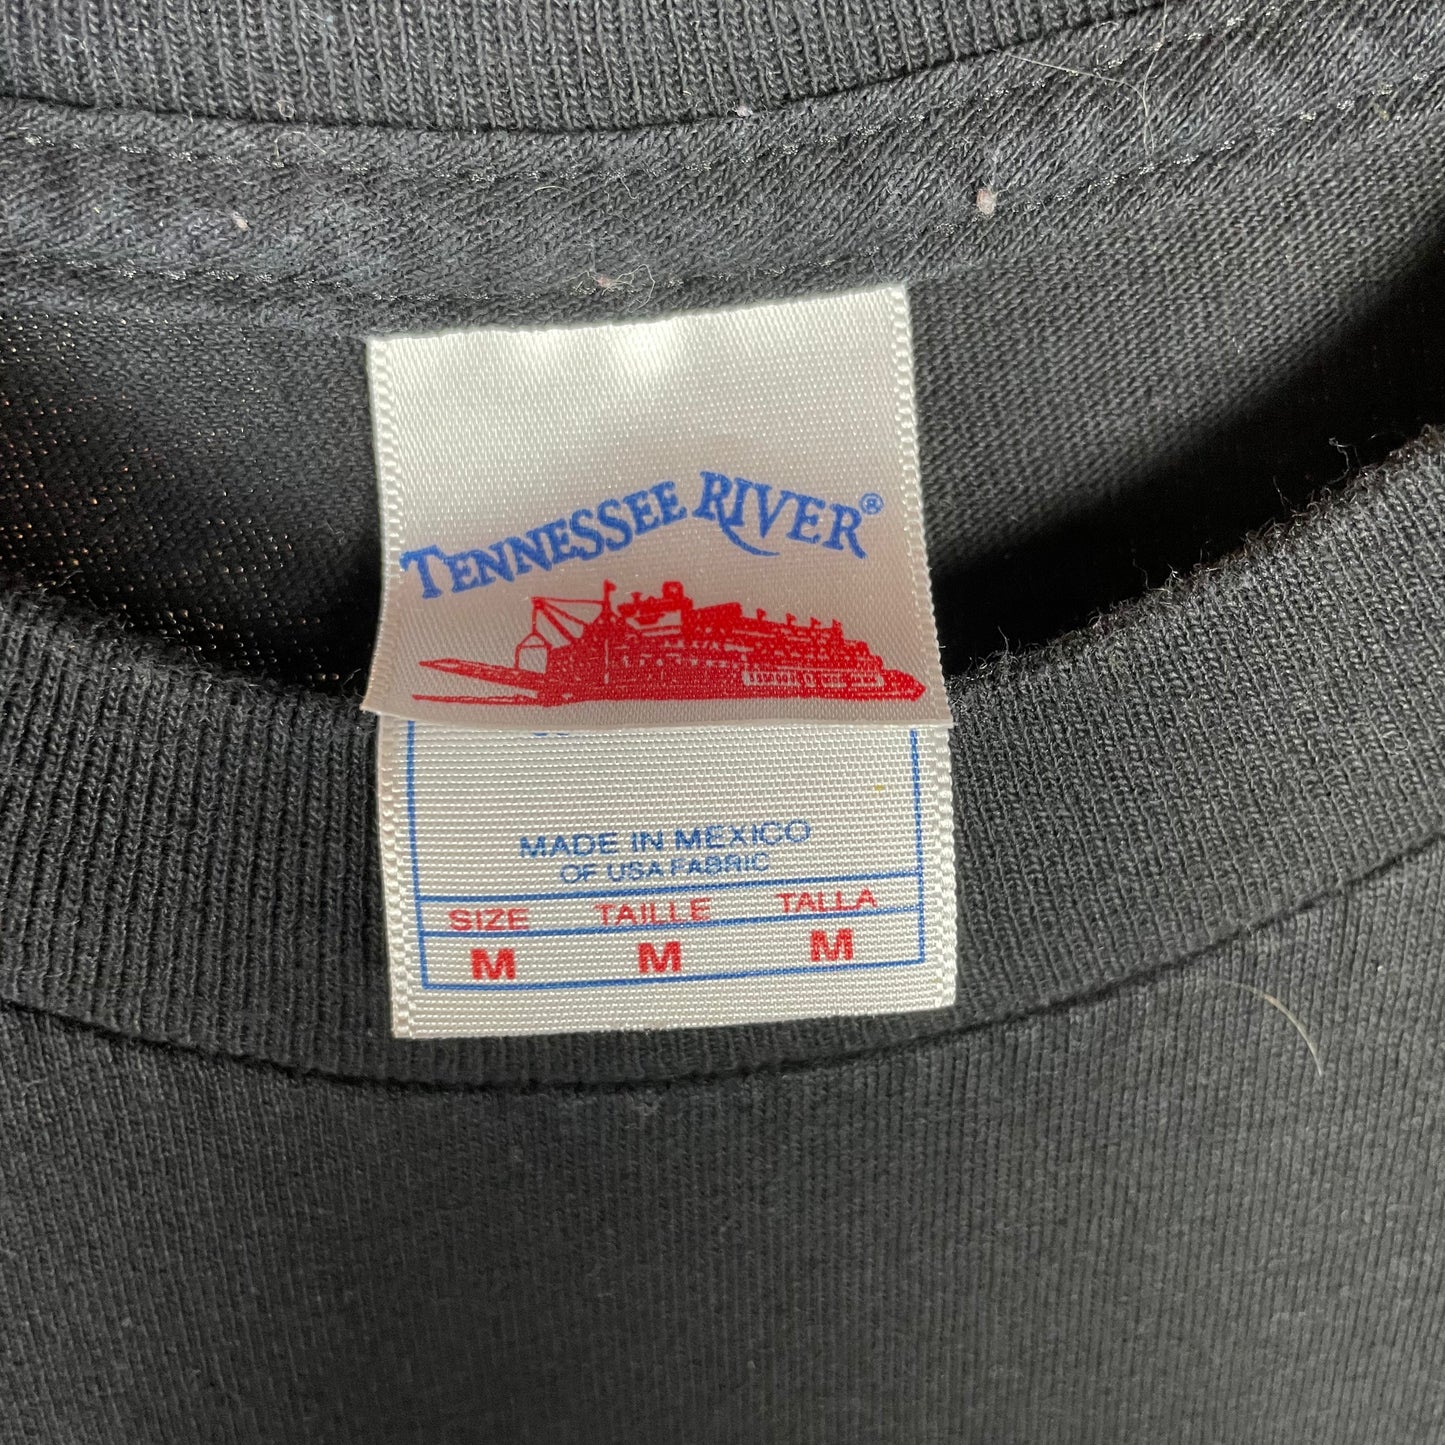 TENNESSEE RIVER®
MADE IN MEXICO
OF USA FABRIC
SIZE TAILLE TALLA
M M M